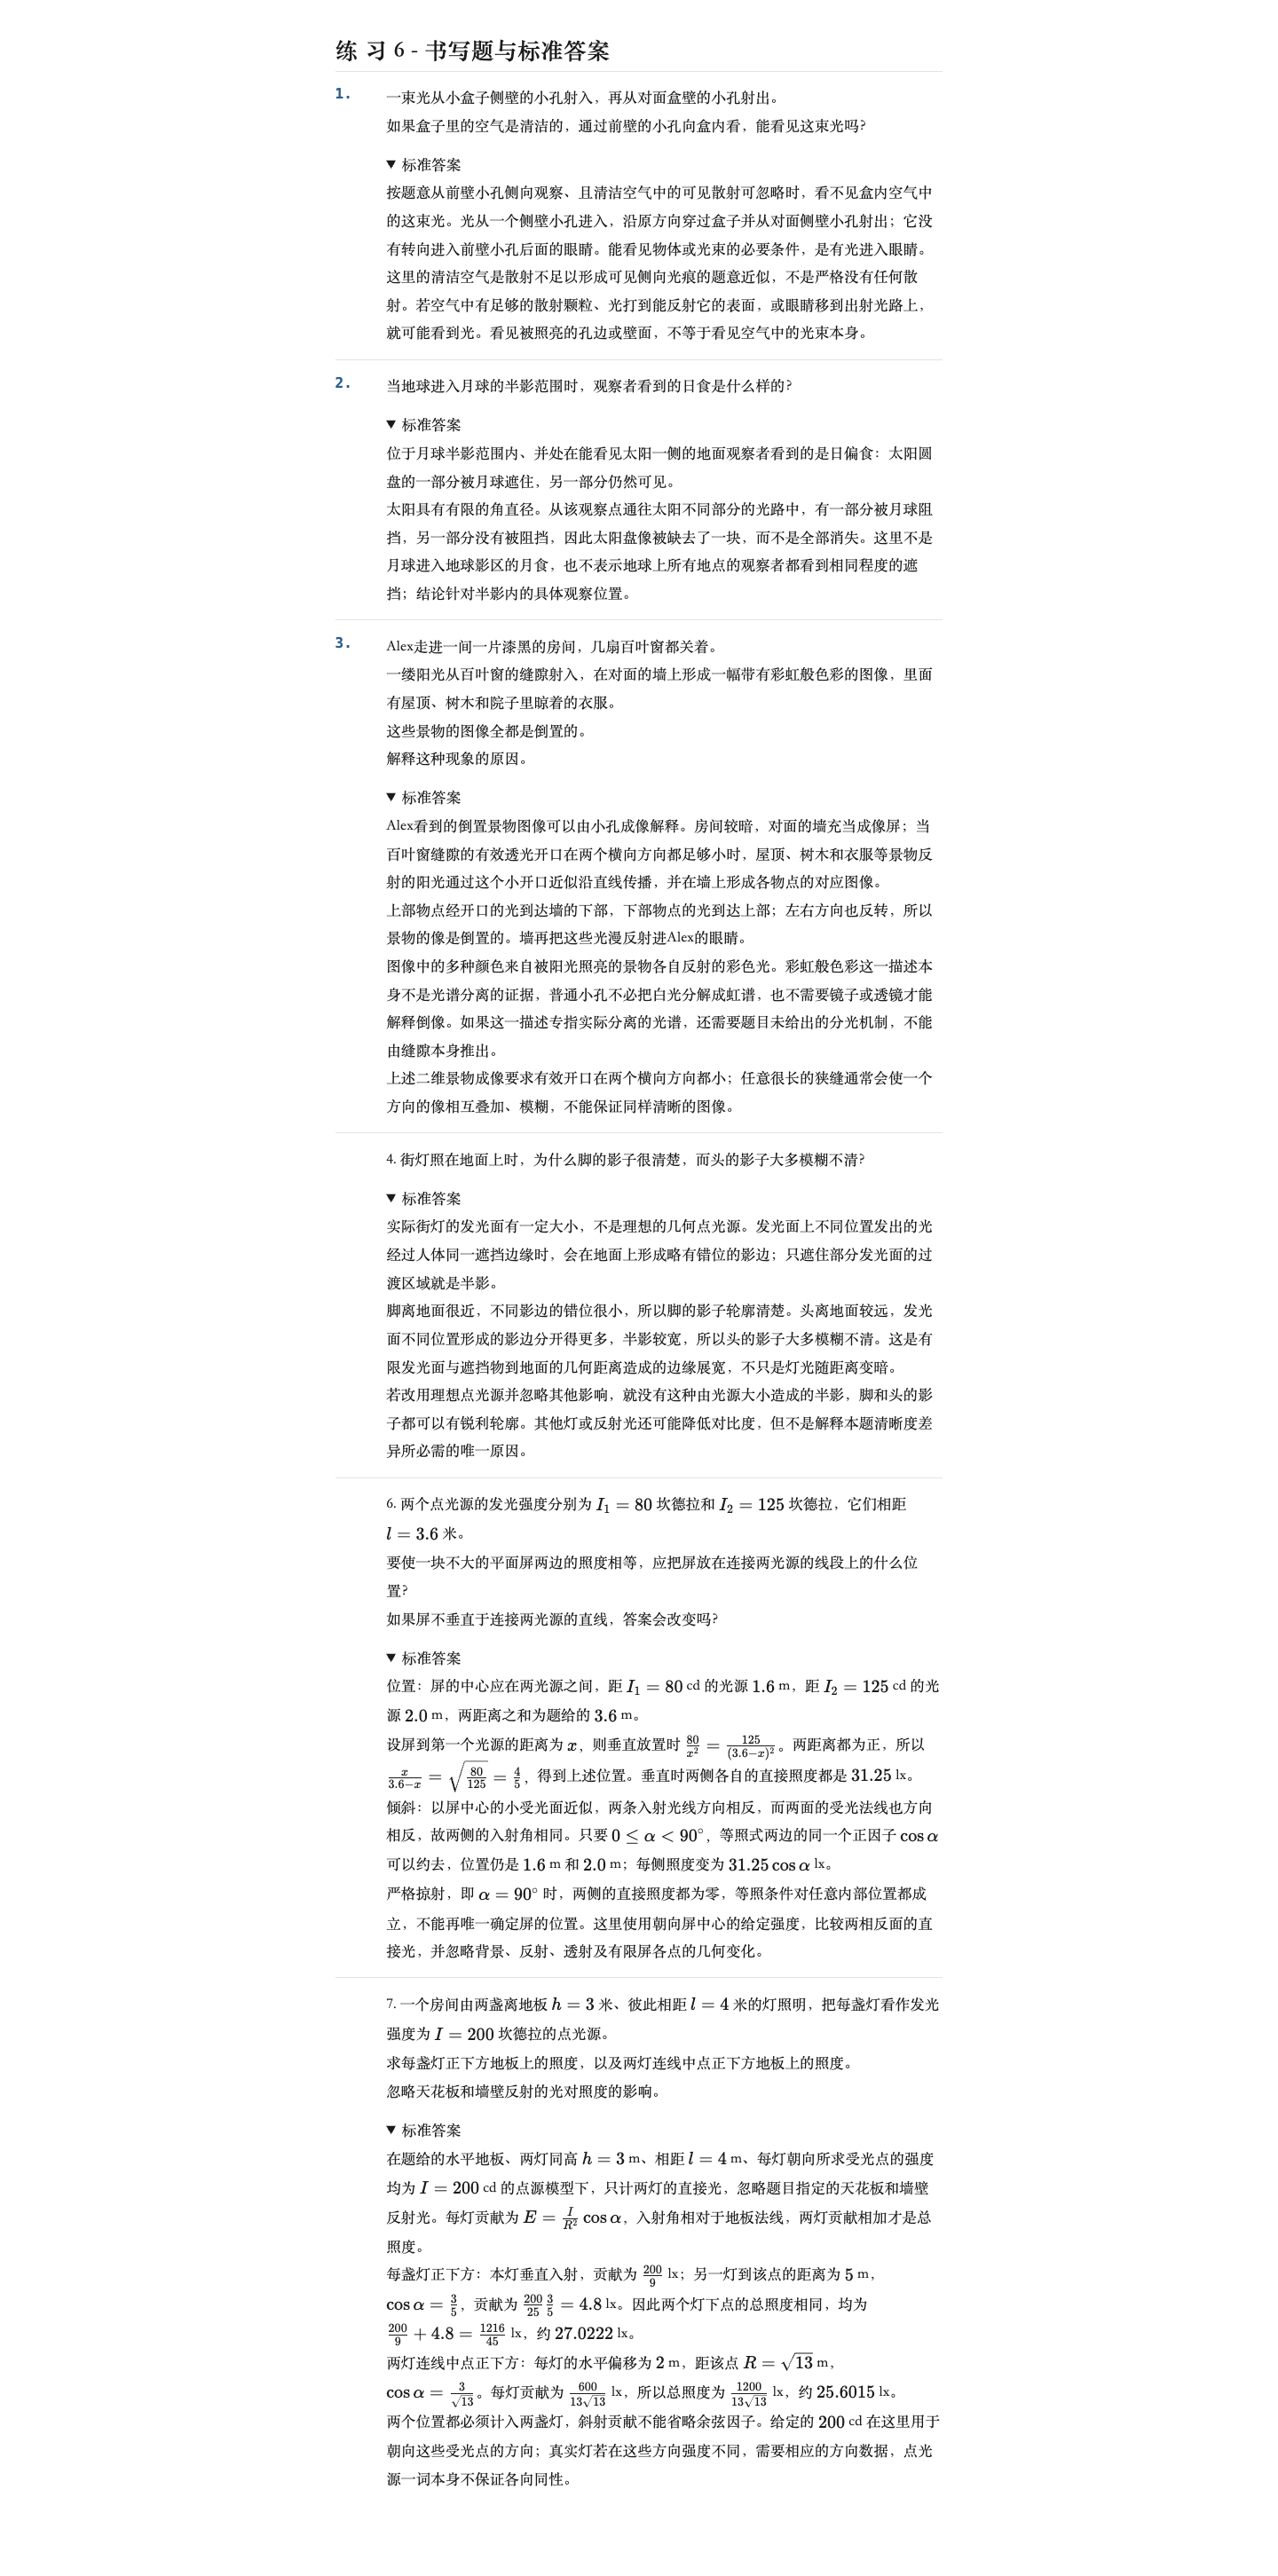 练 习 6 - 书写题与标准答案
1.
一束光从小盒子侧壁的小孔射入，再从对面盒壁的小孔射出。
如果盒子里的空气是清洁的，通过前壁的小孔向盒内看，能看见这束光吗？
▼ 标准答案
按题意从前壁小孔侧向观察、且清洁空气中的可见散射可忽略时，看不见盒内空气中
的这束光。光从一个侧壁小孔进入，沿原方向穿过盒子并从对面侧壁小孔射出；它没
有转向进入前壁小孔后面的眼睛。能看见物体或光束的必要条件，是有光进入眼睛。
这里的清洁空气是散射不足以形成可见侧向光痕的题意近似，不是严格没有任何散
射。若空气中有足够的散射颗粒、光打到能反射它的表面，或眼睛移到出射光路上，
就可能看到光。看见被照亮的孔边或壁面，不等于看见空气中的光束本身。
2.
当地球进入月球的半影范围时，观察者看到的日食是什么样的？
▼ 标准答案
位于月球半影范围内、并处在能看见太阳一侧的地面观察者看到的是日偏食：太阳圆
盘的一部分被月球遮住，另一部分仍然可见。
太阳具有有限的角直径。从该观察点通往太阳不同部分的光路中，有一部分被月球阻
挡，另一部分没有被阻挡，因此太阳盘像被缺去了一块，而不是全部消失。这里不是
月球进入地球影区的月食，也不表示地球上所有地点的观察者都看到相同程度的遮
挡；结论针对半影内的具体观察位置。
3.
Alex走进一间一片漆黑的房间，几扇百叶窗都关着。
一缕阳光从百叶窗的缝隙射入，在对面的墙上形成一幅带有彩虹般色彩的图像，里面
有屋顶、树木和院子里晾着的衣服。
这些景物的图像全都是倒置的。
解释这种现象的原因。
▼ 标准答案
Alex看到的倒置景物图像可以由小孔成像解释。房间较暗，对面的墙充当成像屏；当
百叶窗缝隙的有效透光开口在两个横向方向都足够小时，屋顶、树木和衣服等景物反
射的阳光通过这个小开口近似沿直线传播，并在墙上形成各物点的对应图像。
上部物点经开口的光到达墙的下部，下部物点的光到达上部；左右方向也反转，所以
景物的像是倒置的。墙再把这些光漫反射进Alex的眼睛。
图像中的多种颜色来自被阳光照亮的景物各自反射的彩色光。彩虹般色彩这一描述本
身不是光谱分离的证据，普通小孔不必把白光分解成虹谱，也不需要镜子或透镜才能
解释倒像。如果这一描述专指实际分离的光谱，还需要题目未给出的分光机制，不能
由缝隙本身推出。
上述二维景物成像要求有效开口在两个横向方向都小；任意很长的狭缝通常会使一个
方向的像相互叠加、模糊，不能保证同样清晰的图像。
4. 街灯照在地面上时，为什么脚的影子很清楚，而头的影子大多模糊不清？
▼ 标准答案
实际街灯的发光面有一定大小，不是理想的几何点光源。发光面上不同位置发出的光
经过人体同一遮挡边缘时，会在地面上形成略有错位的影边；只遮住部分发光面的过
渡区域就是半影。
脚离地面很近，不同影边的错位很小，所以脚的影子轮廓清楚。头离地面较远，发光
面不同位置形成的影边分开得更多，半影较宽，所以头的影子大多模糊不清。这是有
限发光面与遮挡物到地面的几何距离造成的边缘展宽，不只是灯光随距离变暗。
若改用理想点光源并忽略其他影响，就没有这种由光源大小造成的半影，脚和头的影
子都可以有锐利轮廓。其他灯或反射光还可能降低对比度，但不是解释本题清晰度差
异所必需的唯一原因。
6. 两个点光源的发光强度分别为 $I_1 = 80$ 坎德拉和 $I_2 = 125$ 坎德拉，它们相距
$l = 3.6$ 米。
要使一块不大的平面屏两边的照度相等，应把屏放在连接两光源的线段上的什么位
置？
如果屏不垂直于连接两光源的直线，答案会改变吗？
▼ 标准答案
位置：屏的中心应在两光源之间，距 $I_1 = 80$ cd 的光源 1.6 m，距 $I_2 = 125$ cd 的光
源 2.0 m，两距离之和为题给的 3.6 m。
设屏到第一个光源的距离为 $x$，则垂直放置时 $\frac{80}{x^2} = \frac{125}{(3.6-x)^2}$。两距离都为正，所以
$\frac{x}{3.6-x} = \sqrt{\frac{80}{125}} = \frac{4}{5}$，得到上述位置。垂直时两侧各自的直接照度都是 31.25 lx。
倾斜：以屏中心的小受光面近似，两条入射光线方向相反，而两面的受光法线也方向
相反，故两侧的入射角相同。只要 $0 \le \alpha < 90^\circ$，等照式两边的同一个正因子 $\cos\alpha$
可以约去，位置仍是 1.6 m 和 2.0 m；每侧照度变为 $31.25\cos\alpha$ lx。
严格掠射，即 $\alpha = 90^\circ$ 时，两侧的直接照度都为零，等照条件对任意内部位置都成
立，不能再唯一确定屏的位置。这里使用朝向屏中心的给定强度，比较两相反面的直
接光，并忽略背景、反射、透射及有限屏各点的几何变化。
7. 一个房间由两盏离地板 $h = 3$ 米、彼此相距 $l = 4$ 米的灯照明，把每盏灯看作发光
强度为 $I = 200$ 坎德拉的点光源。
求每盏灯正下方地板上的照度，以及两灯连线中点正下方地板上的照度。
忽略天花板和墙壁反射的光对照度的影响。
▼ 标准答案
在题给的水平地板、两灯同高 $h = 3$ m、相距 $l = 4$ m、每灯朝向所求受光点的强度
均为 $I = 200$ cd 的点源模型下，只计两灯的直接光，忽略题目指定的天花板和墙壁
反射光。每灯贡献为 $E = \frac{I}{R^2}\cos\alpha$，入射角相对于地板法线，两灯贡献相加才是总
照度。
每盏灯正下方：本灯垂直入射，贡献为 $\frac{200}{9}$ lx；另一灯到该点的距离为 5 m，
$\cos\alpha = \frac{3}{5}$，贡献为 $\frac{200}{25}\frac{3}{5} = 4.8$ lx。因此两个灯下点的总照度相同，均为
$\frac{200}{9} + 4.8 = \frac{1216}{45}$ lx，约 27.0222 lx。
两灯连线中点正下方：每灯的水平偏移为 2 m，距该点 $R = \sqrt{13}$ m，
$\cos\alpha = \frac{3}{\sqrt{13}}$。每灯贡献为 $\frac{600}{13\sqrt{13}}$ lx，所以总照度为 $\frac{1200}{13\sqrt{13}}$ lx，约 25.6015 lx。
两个位置都必须计入两盏灯，斜射贡献不能省略余弦因子。给定的 200 cd 在这里用于
朝向这些受光点的方向；真实灯若在这些方向强度不同，需要相应的方向数据，点光
源一词本身不保证各向同性。